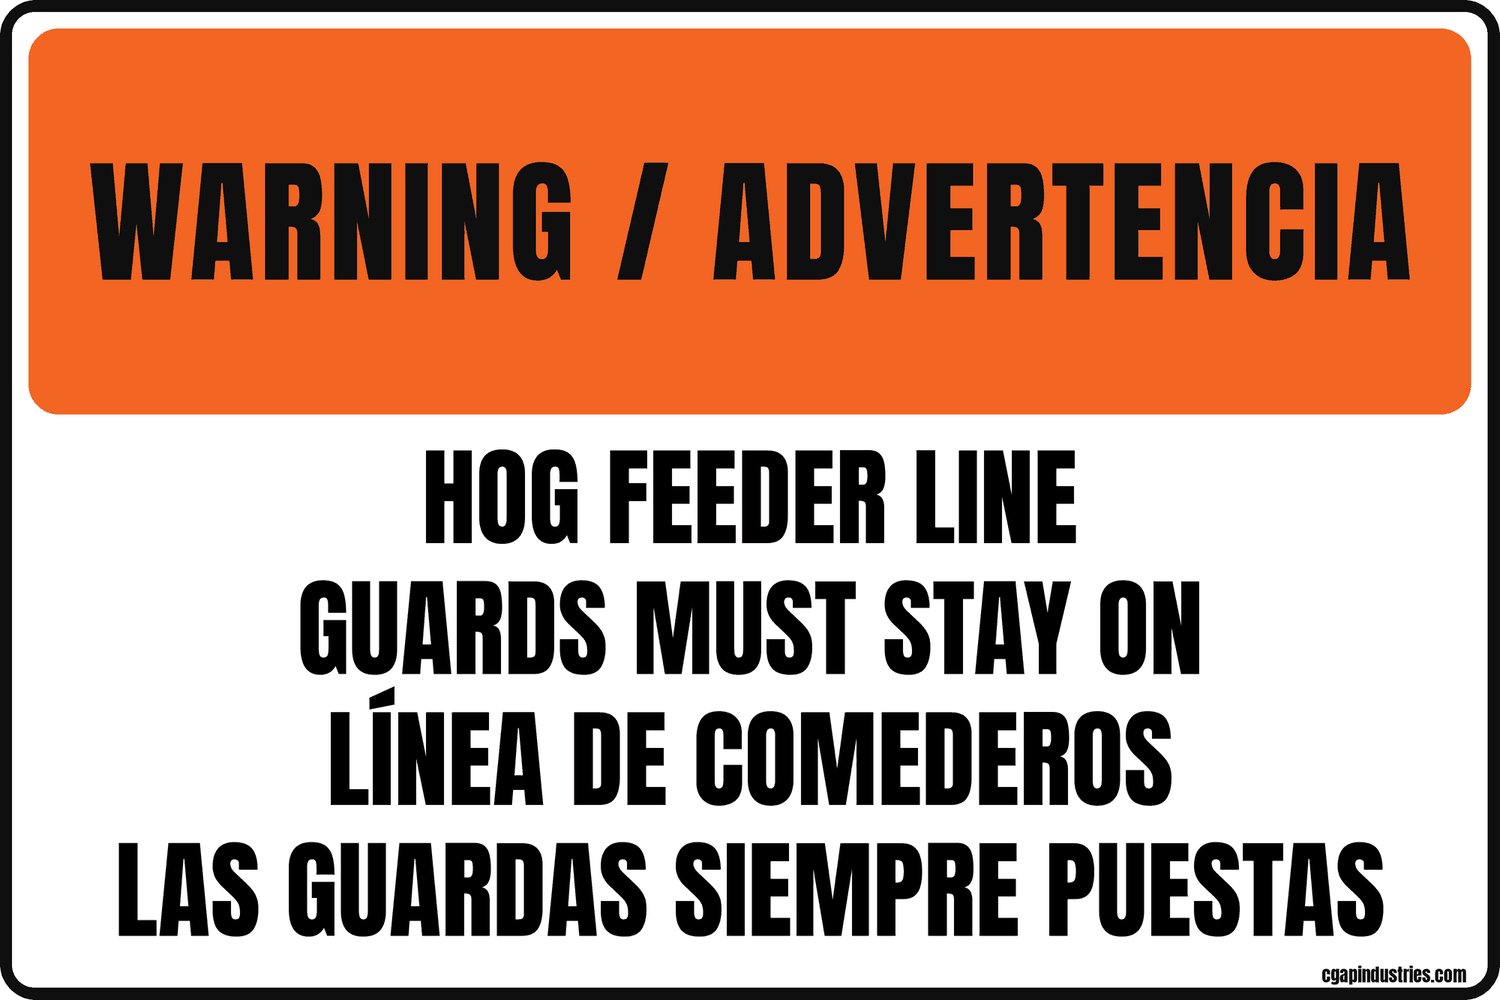 WARNING / ADVERTENCIA
HOG FEEDER LINE
GUARDS MUST STAY ON
LÍNEA DE COMEDEROS
LAS GUARDAS SIEMPRE PUESTAS
cgapindustries.com